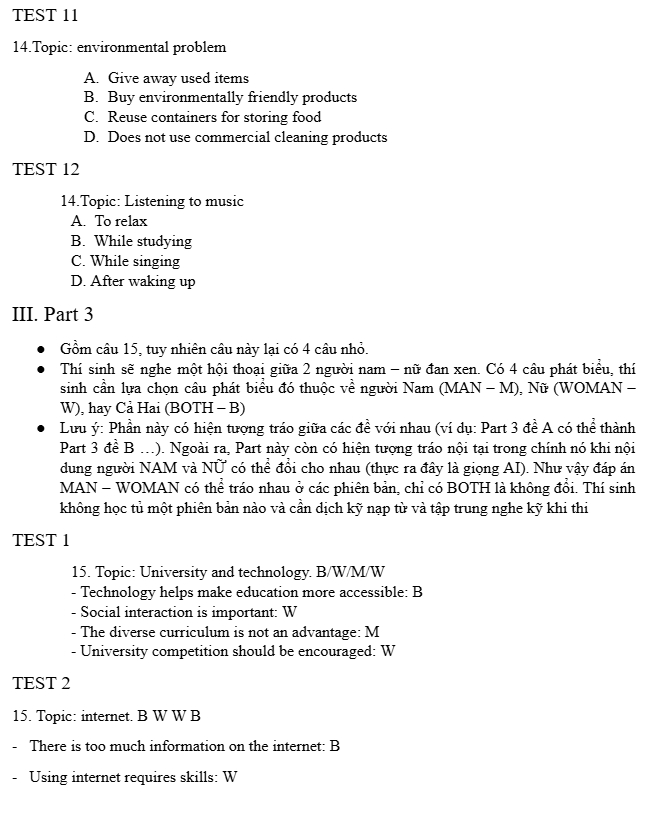 TEST 11
14.Topic: environmental problem
A. Give away used items
B. Buy environmentally friendly products
C. Reuse containers for storing food
D. Does not use commercial cleaning products
TEST 12
14.Topic: Listening to music
A. To relax
B. While studying
C. While singing
D. After waking up
III. Part 3
● Gồm câu 15, tuy nhiên câu này lại có 4 câu nhỏ.
● Thí sinh sẽ nghe một hội thoại giữa 2 người nam – nữ đan xen. Có 4 câu phát biểu, thí
sinh cần lựa chọn câu phát biểu đó thuộc về người Nam (MAN – M), Nữ (WOMAN –
W), hay Cả Hai (BOTH – B)
● Lưu ý: Phần này có hiện tượng tráo giữa các đề với nhau (ví dụ: Part 3 đề A có thể thành
Part 3 đề B …). Ngoài ra, Part này còn có hiện tượng tráo nội tại trong chính nó khi nội
dung người NAM và NỮ có thể đổi cho nhau (thực ra đây là giọng AI). Như vậy đáp án
MAN – WOMAN có thể tráo nhau ở các phiên bản, chỉ có BOTH là không đổi. Thí sinh
không học tủ một phiên bản nào và cần dịch kỹ nạp từ và tập trung nghe kỹ khi thi
TEST 1
15. Topic: University and technology. B/W/M/W
- Technology helps make education more accessible: B
- Social interaction is important: W
- The diverse curriculum is not an advantage: M
- University competition should be encouraged: W
TEST 2
15. Topic: internet. B W W B
- There is too much information on the internet: B
- Using internet requires skills: W